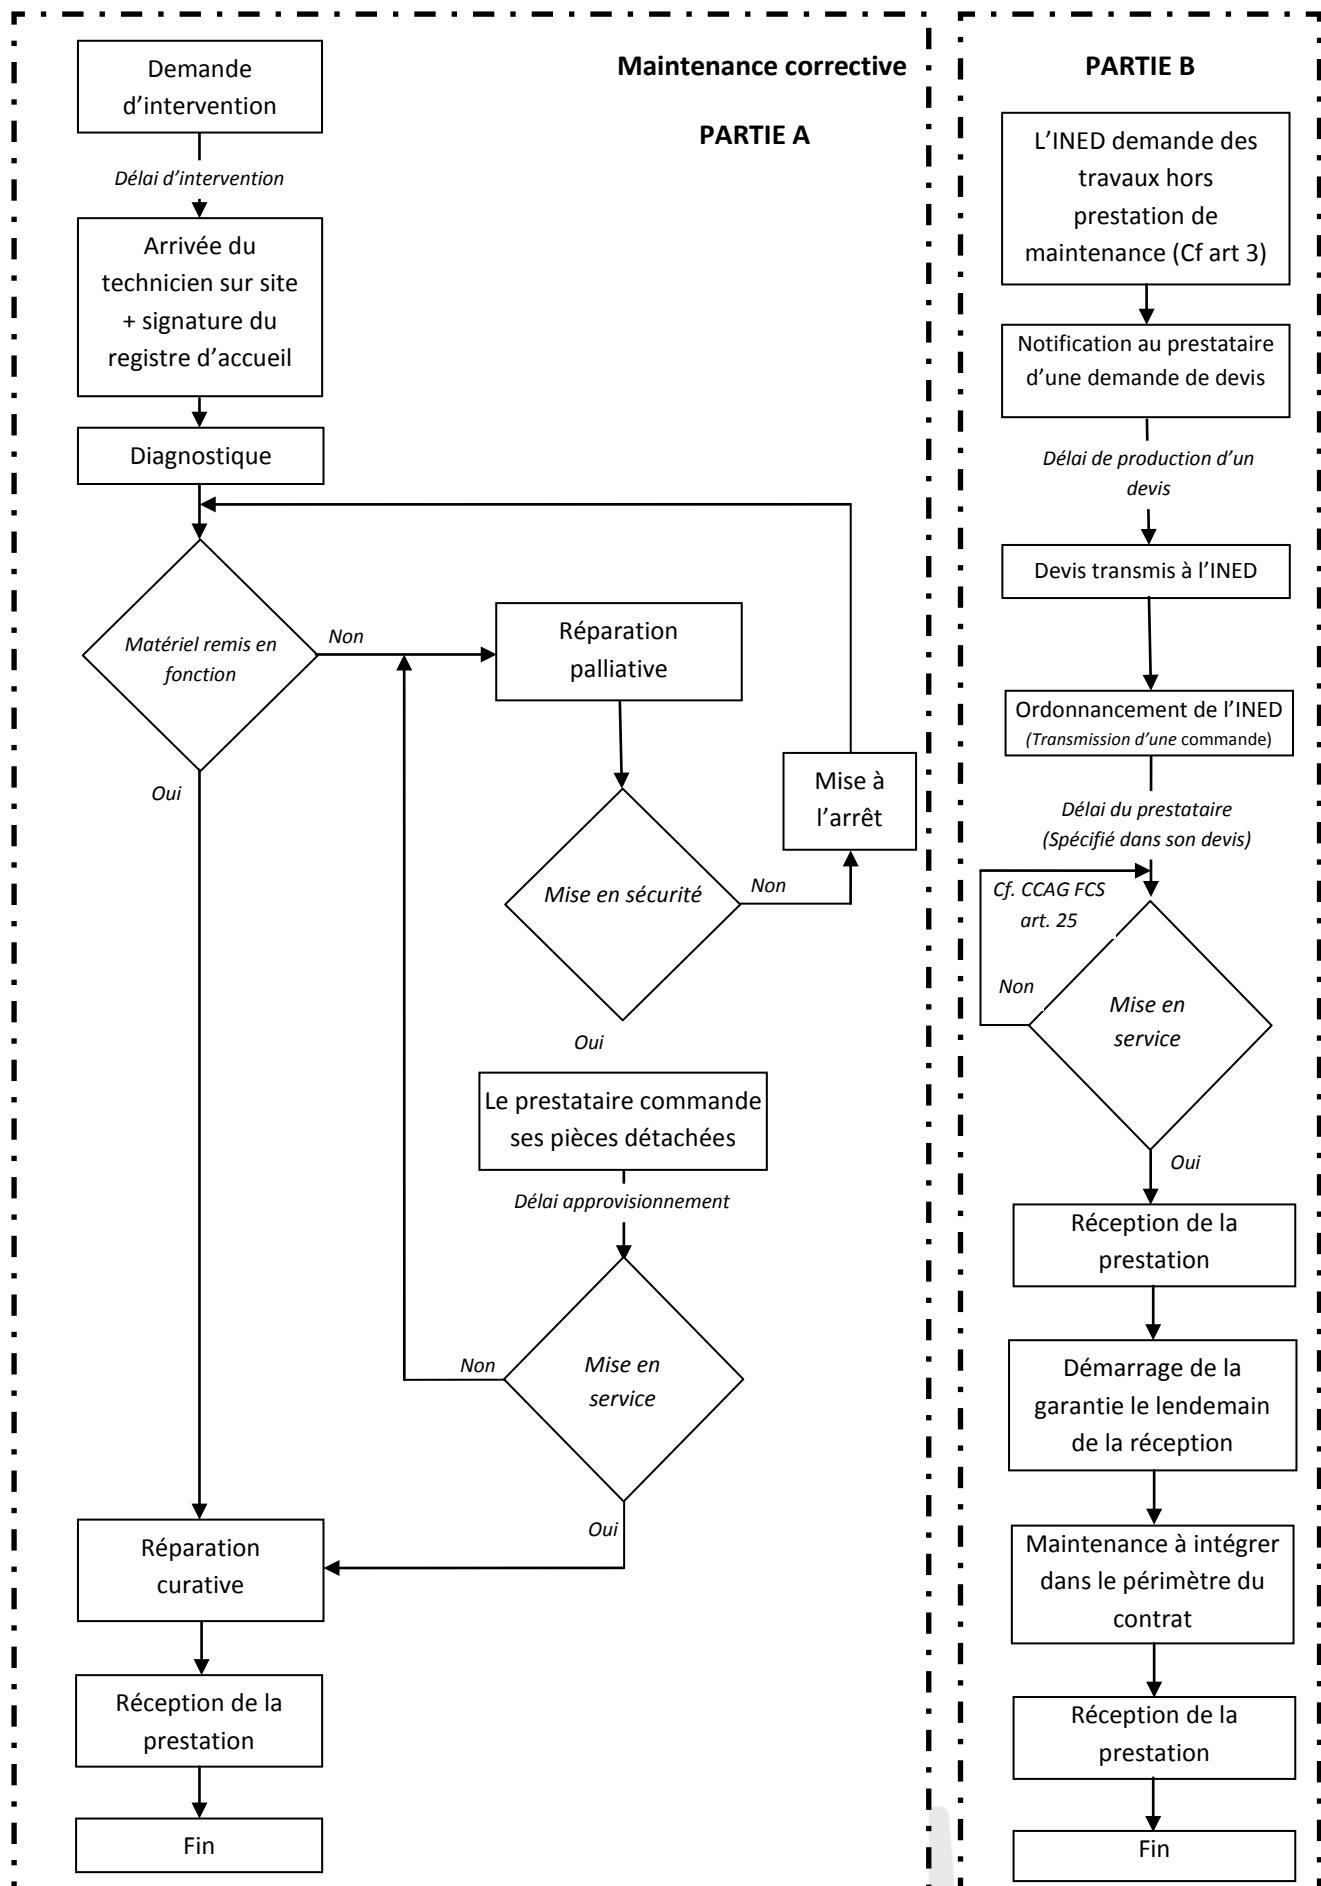 Maintenance corrective
PARTIE A
Demande
d'intervention
Délai d'intervention
Arrivée du
technicien sur site
+ signature du
registre d'accueil
Diagnostique
Matériel remis en
fonction
Non
Oui
Réparation
palliative
Mise à
l'arrêt
Mise en sécurité
Non
Oui
Le prestataire commande
ses pièces détachées
Délai approvisionnement
Mise en
service
Non
Oui
Réparation
curative
Réception de la
prestation
Fin
PARTIE B
L'INED demande des
travaux hors
prestation de
maintenance (Cf art 3)
Notification au prestataire
d'une demande de devis
Délai de production d'un
devis
Devis transmis à l'INED
Ordonnancement de l'INED
(Transmission d'une commande)
Délai du prestataire
(Spécifié dans son devis)
Cf. CCAG FCS
art. 25
Non
Mise en
service
Oui
Réception de la
prestation
Démarrage de la
garantie le lendemain
de la réception
Maintenance à intégrer
dans le périmètre du
contrat
Réception de la
prestation
Fin